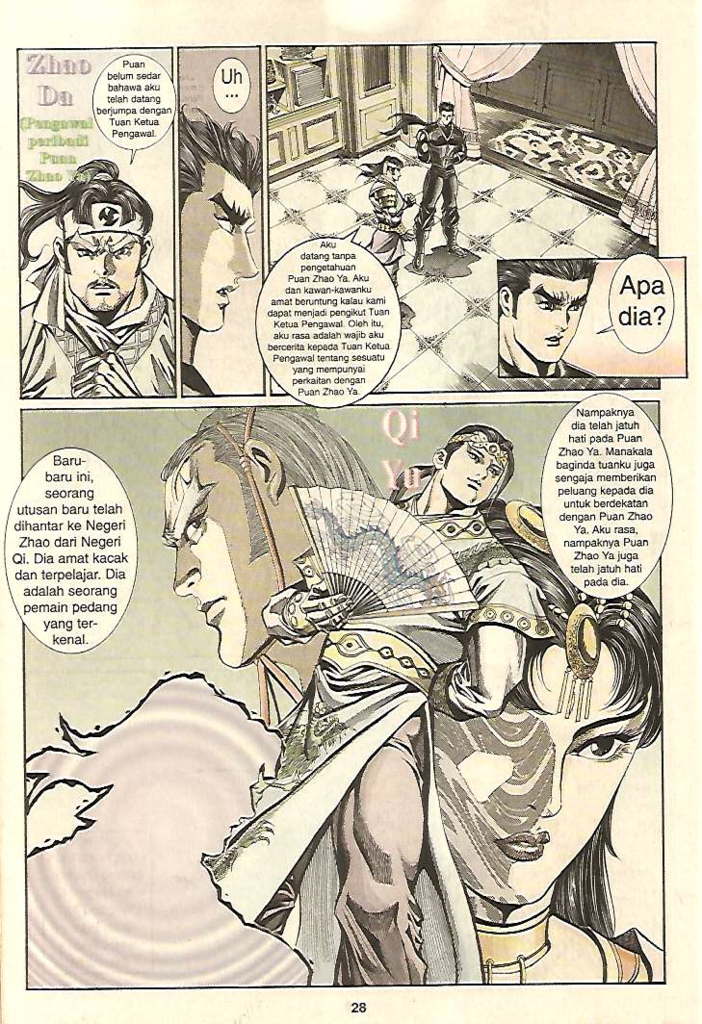 Zhao
Da
(Pengawal
peribadi
Puan
Zhao Ya)
Puan
belum sedar
bahawa aku
telah datang
berjumpa dengan
Tuan Ketua
Pengawal.
Uh
...
Aku
datang tanpa
pengetahuan
Puan Zhao Ya. Aku
dan kawan-kawanku
amat beruntung kalau kami
dapat menjadi pengikut Tuan
Ketua Pengawal. Oleh itu,
aku rasa adalah wajib aku
bercerita kepada Tuan Ketua
Pengawal tentang sesuatu
yang mempunyai
perkaitan dengan
Puan Zhao Ya.
Apa
dia?
Baru-
baru ini,
seorang
utusan baru telah
dihantar ke Negeri
Zhao dari Negeri
Qi. Dia amat kacak
dan terpelajar. Dia
adalah seorang
pemain pedang
yang ter-
kenal.
Qi
Yu
Nampaknya
dia telah jatuh
hati pada Puan
Zhao Ya. Manakala
baginda tuanku juga
sengaja memberikan
peluang kepada dia
untuk berdekatan
dengan Puan Zhao
Ya. Aku rasa,
nampaknya Puan
Zhao Ya juga
telah jatuh hati
pada dia.
28